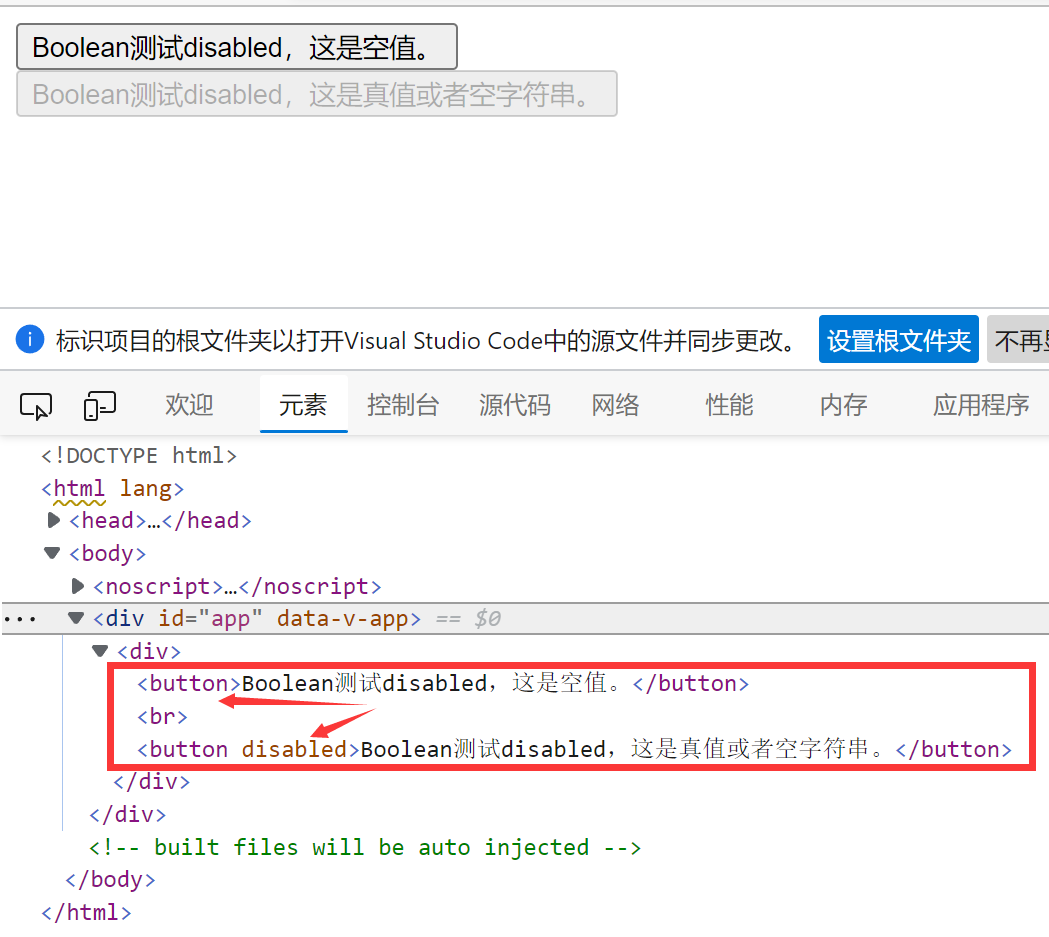 Boolean测试disabled，这是空值。
Boolean测试disabled，这是真值或者空字符串。
标识项目的根文件夹以打开Visual Studio Code中的源文件并同步更改。 设置根文件夹 不再
欢迎 元素 控制台 源代码 网络 性能 内存 应用程序
<!DOCTYPE html>
<html lang>
<head>…</head>
<body>
<noscript>…</noscript>
<div id="app" data-v-app> == $0
<div>
<button>Boolean测试disabled，这是空值。</button>
<br>
<button disabled>Boolean测试disabled，这是真值或者空字符串。</button>
</div>
</div>
<!-- built files will be auto injected -->
</body>
</html>